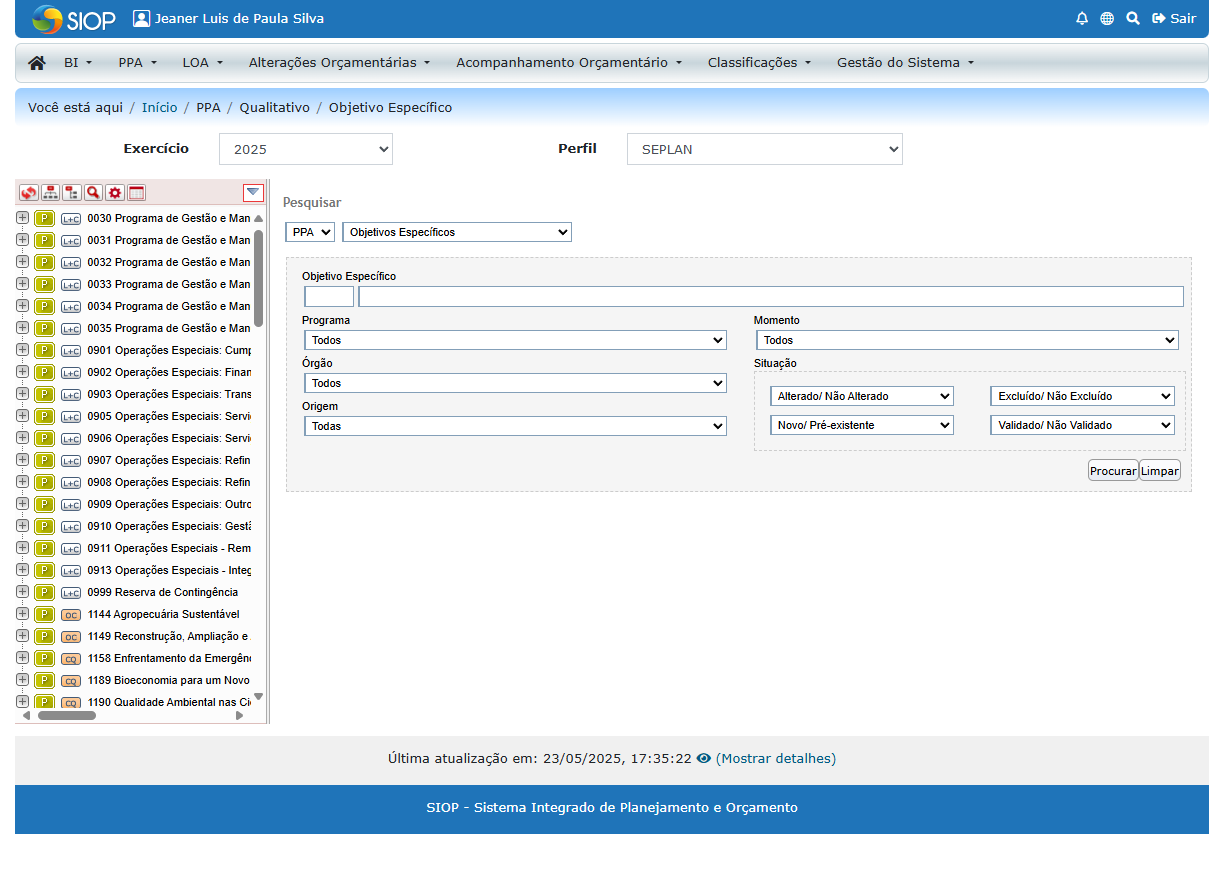 SIOP Jeaner Luis de Paula Silva Sair
BI PPA LOA Alterações Orçamentárias Acompanhamento Orçamentário Classificações Gestão do Sistema
Você está aqui / Início / PPA / Qualitativo / Objetivo Específico
Exercício 2025 Perfil SEPLAN
P L+C 0030 Programa de Gestão e Man
P L+C 0031 Programa de Gestão e Man
P L+C 0032 Programa de Gestão e Man
P L+C 0033 Programa de Gestão e Man
P L+C 0034 Programa de Gestão e Man
P L+C 0035 Programa de Gestão e Man
P L+C 0901 Operações Especiais: Cump
P L+C 0902 Operações Especiais: Finan
P L+C 0903 Operações Especiais: Trans
P L+C 0905 Operações Especiais: Servi
P L+C 0906 Operações Especiais: Servi
P L+C 0907 Operações Especiais: Refin
P L+C 0908 Operações Especiais: Refin
P L+C 0909 Operações Especiais: Outro
P L+C 0910 Operações Especiais: Gestã
P L+C 0911 Operações Especiais - Rem
P L+C 0913 Operações Especiais - Integ
P L+C 0999 Reserva de Contingência
P OC 1144 Agropecuária Sustentável
P OC 1149 Reconstrução, Ampliação e
P CQ 1158 Enfrentamento da Emergên
P CQ 1189 Bioeconomia para um Novo
P CQ 1190 Qualidade Ambiental nas Ci
Pesquisar
PPA Objetivos Específicos
Objetivo Específico
Programa Momento
Todos Todos
Órgão Situação
Todos Alterado/ Não Alterado Excluído/ Não Excluído
Origem
Todas Novo/ Pré-existente Validado/ Não Validado
Procurar Limpar
Última atualização em: 23/05/2025, 17:35:22 (Mostrar detalhes)
SIOP - Sistema Integrado de Planejamento e Orçamento